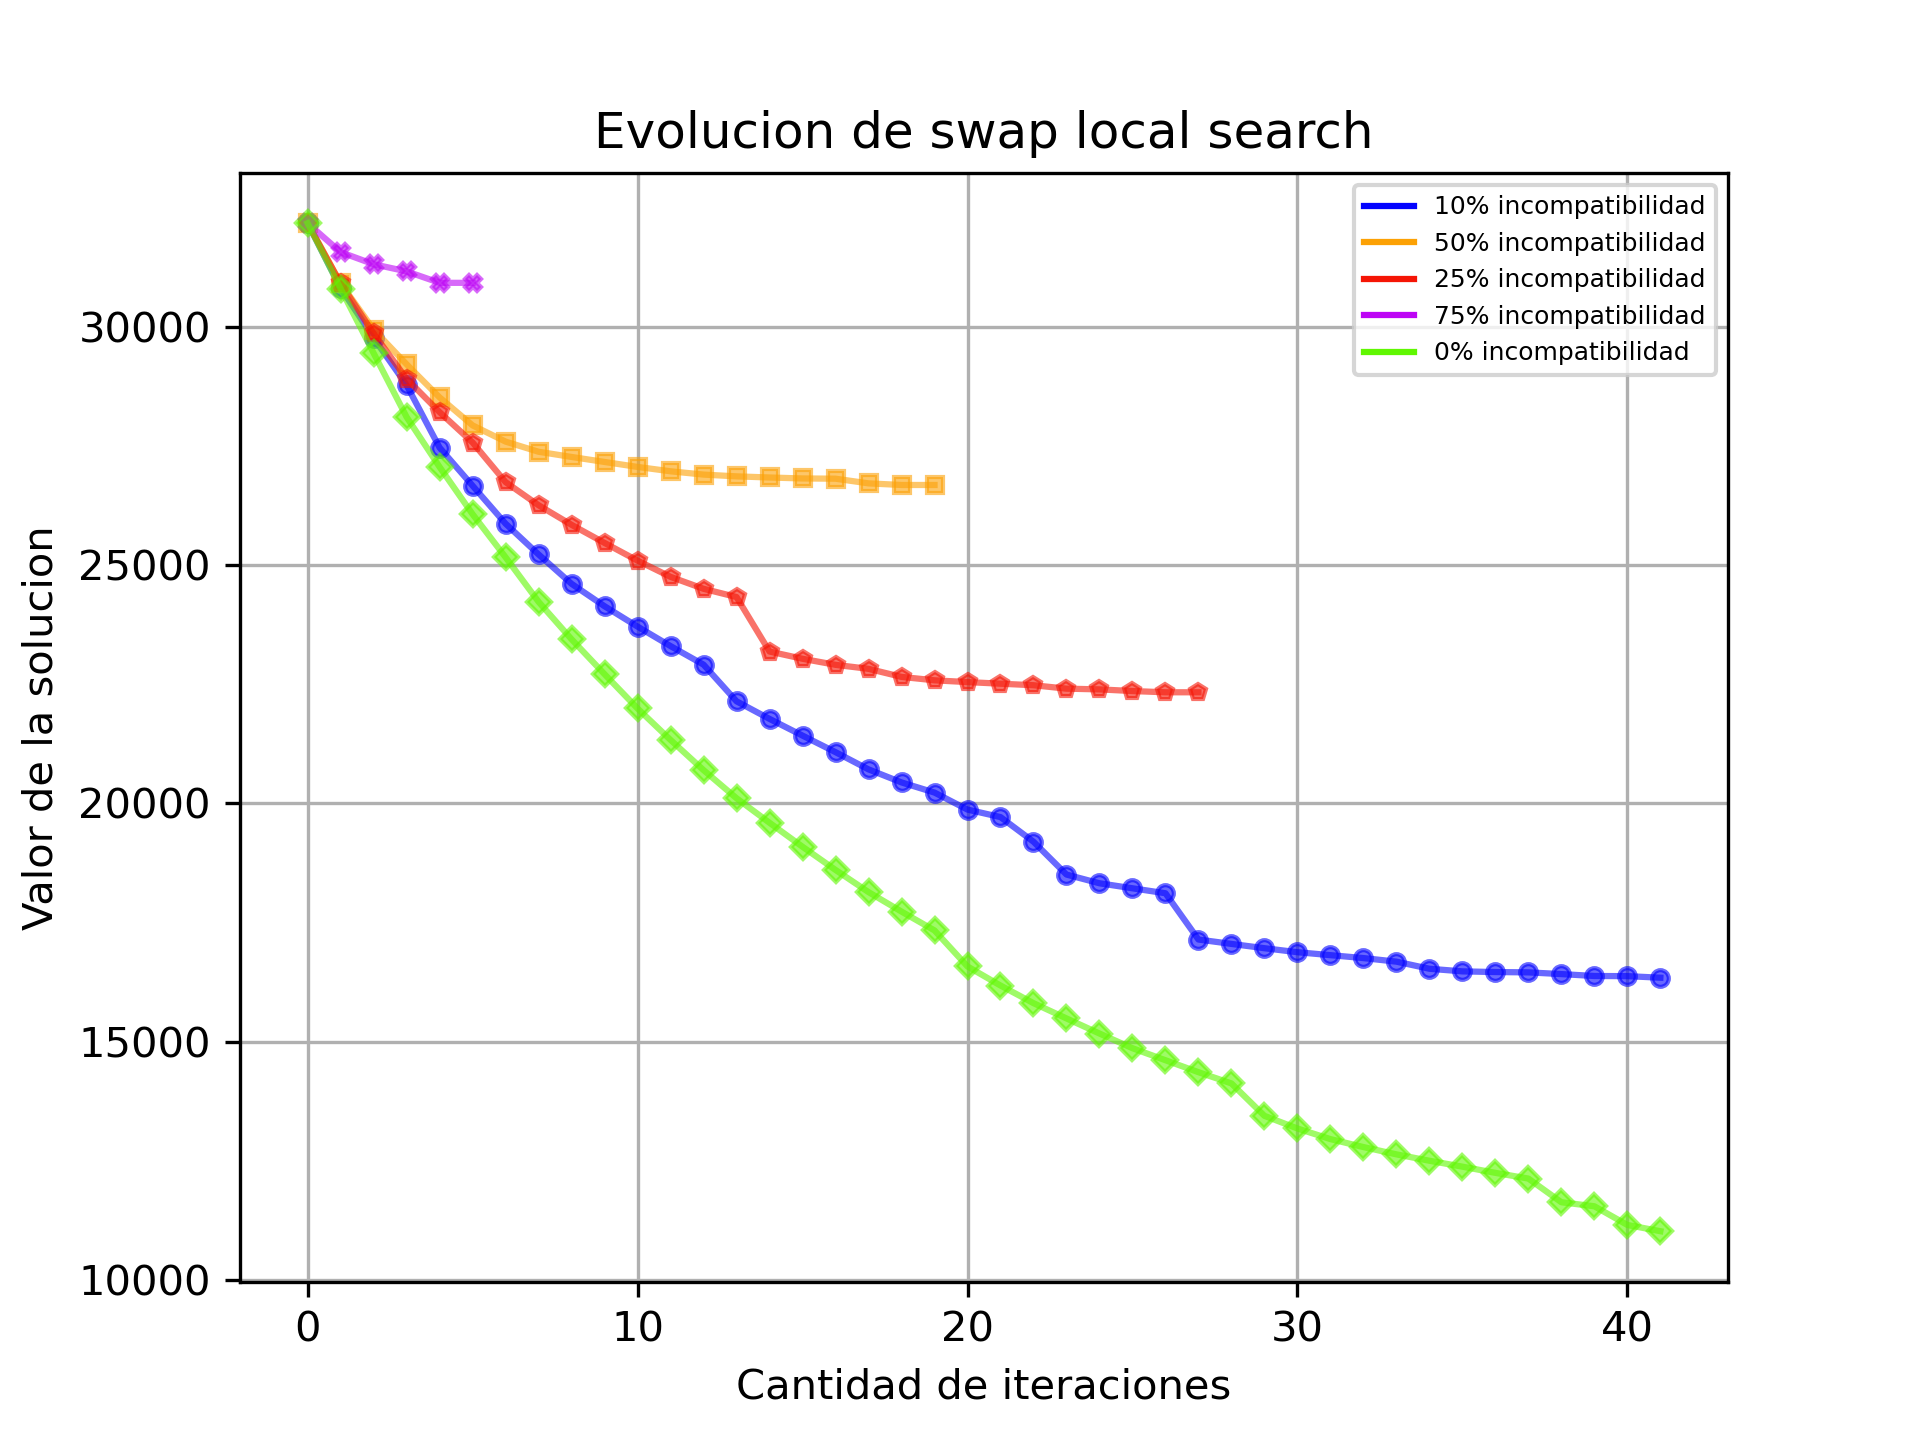 Evolucion de swap local search
10% incompatibilidad
50% incompatibilidad
25% incompatibilidad
75% incompatibilidad
0% incompatibilidad
30000
25000
20000
15000
10000
Valor de la solucion
0 10 20 30 40
Cantidad de iteraciones